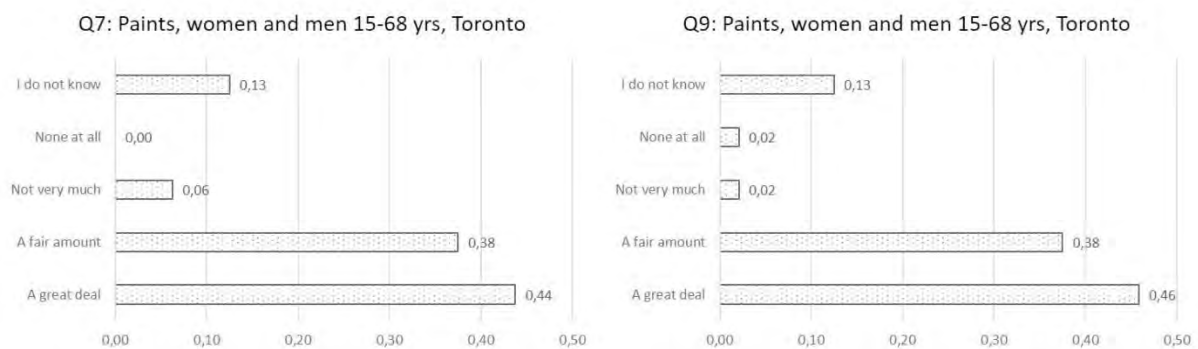 Q7: Paints, women and men 15-68 yrs, Toronto
I do not know 0,13
None at all 0,00
Not very much 0,06
A fair amount 0,38
A great deal 0,44
0,00 0,10 0,20 0,30 0,40 0,50
Q9: Paints, women and men 15-68 yrs, Toronto
I do not know 0,13
None at all 0,02
Not very much 0,02
A fair amount 0,38
A great deal 0,46
0,00 0,10 0,20 0,30 0,40 0,50